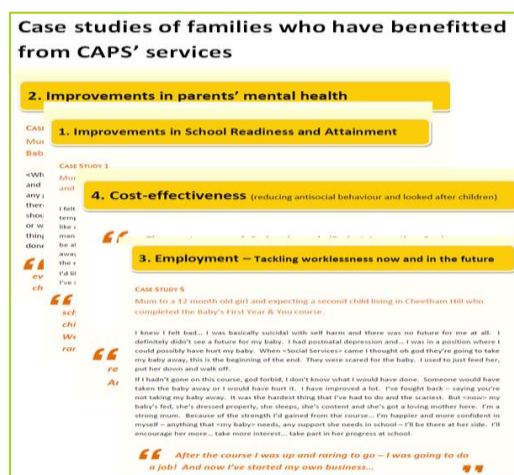 Case studies of families who have benefitted
from CAPS’ services
2. Improvements in parents’ mental health
1. Improvements in School Readiness and Attainment
CASE STUDY 1
4. Cost-effectiveness (reducing antisocial behaviour and looked after children)
3. Employment – Tackling worklessness now and in the future
CASE STUDY 5
Mum to a 12 month old girl and expecting a second child living in Cheetham Hill who
completed the Baby’s First Year & You course.
I knew I felt bad... I was basically suicidal with self harm and there was no future for me at all. I
definitely didn’t see a future for my baby. I had postnatal depression and... I was in a position where I
could possibly have hurt my baby. When <Social Services> came I thought oh god they’re going to take
my baby away, this is the beginning of the end. They were scared for the baby. I used to just feed her,
put her down and walk off.
If I hadn’t gone on this course, god forbid, I don’t know what I would have done. Someone would have
taken the baby away or I would have hurt it. I have improved a lot. I’ve fought back – saying you’re
not taking my baby away. It was the hardest thing that I’ve had to do and the scariest. But <now> my
baby’s fed, she’s dressed properly, she sleeps, she’s content and she’s got a loving mother here. I’m a
strong mum. Because of the strength I’d gained from the course... I’m happier and more confident in
myself – anything that <my baby> needs, any support she needs in school – I’ll be there at her side. I’ll
encourage her more... take more interest... take part in her progress at school.
After the course I was up and raring to go – I was going to do
a job! And now I’ve started my own business...